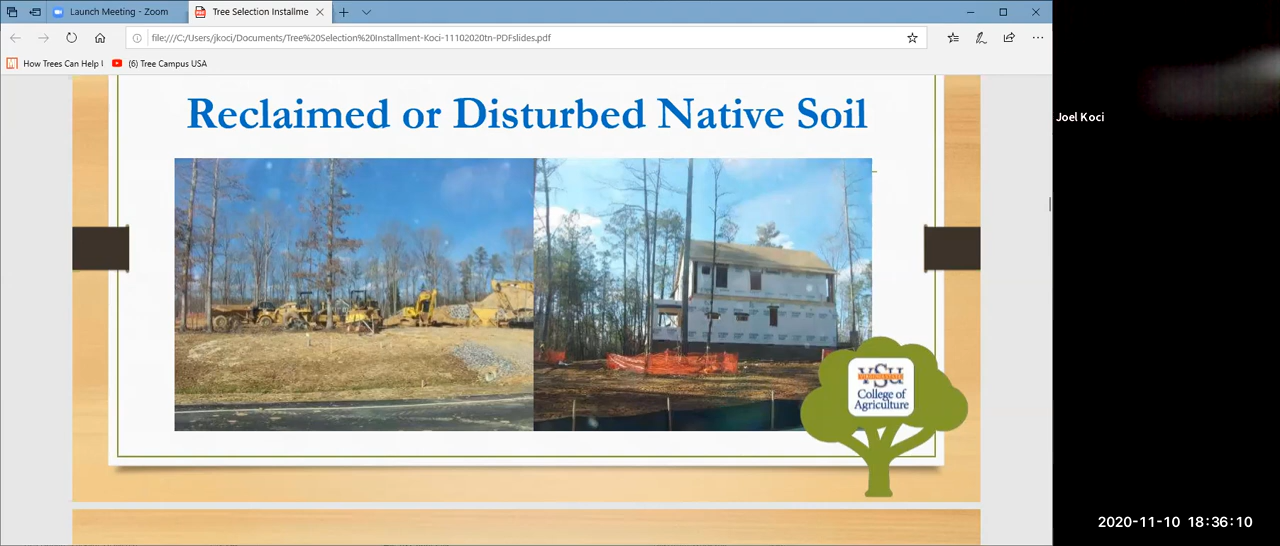 Launch Meeting - Zoom
Tree Selection Installme
file:///C:/Users/jkoci/Documents/Tree%20Selection%20Installment-Koci-11102020tn-PDFslides.pdf
How Trees Can Help U
(6) Tree Campus USA
Joel Koci
Reclaimed or Disturbed Native Soil
VSU
College of
Agriculture
2020-11-10 18:36:10